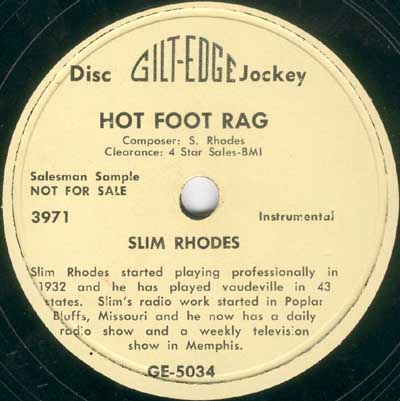 Disc GILT-EDGE Jockey
HOT FOOT RAG
Composer: S. Rhodes
Clearance: 4 Star Sales-BMI
Salesman Sample
NOT FOR SALE
3971 Instrumental
SLIM RHODES
Slim Rhodes started playing professionally in
1932 and he has played vaudeville in 43
states. Slim's radio work started in Poplar
Bluffs, Missouri and he now has a daily
radio show and a weekly television
show in Memphis.
GE-5034